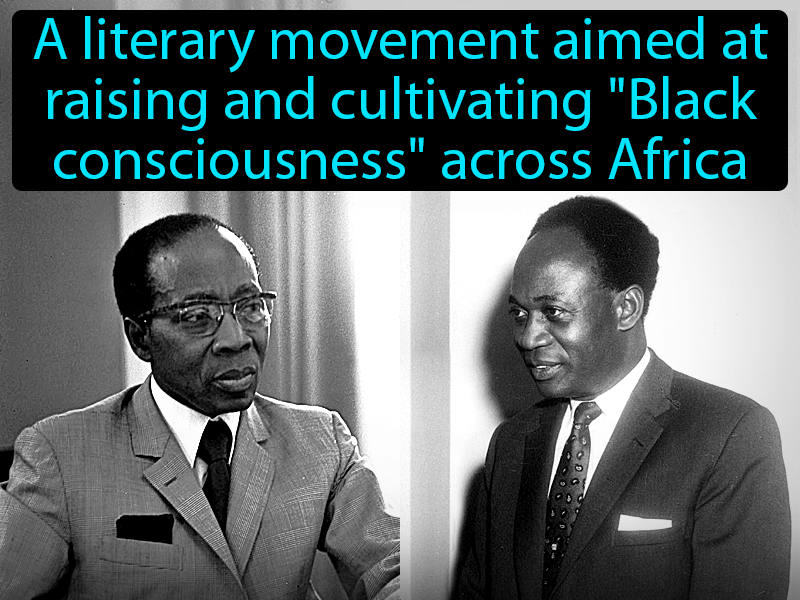 A literary movement aimed at
raising and cultivating "Black
consciousness" across Africa